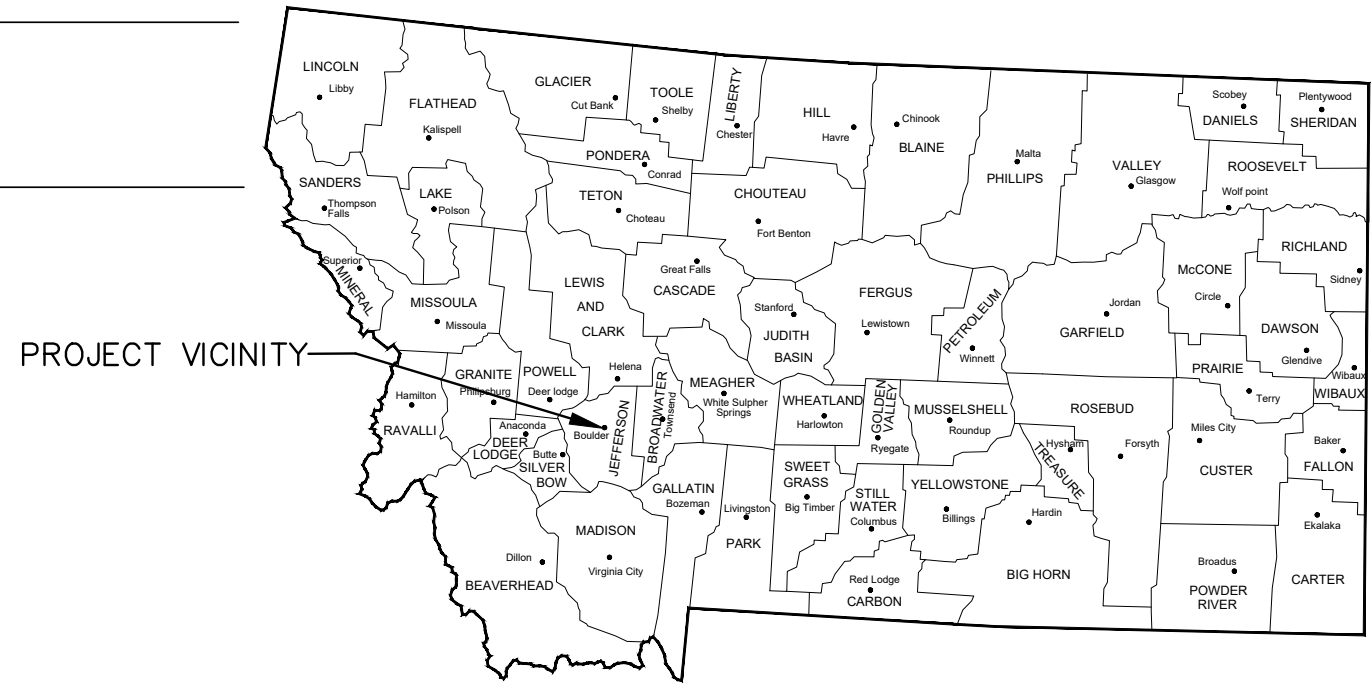 LINCOLN
Libby
FLATHEAD
Kalispell
GLACIER
Cut Bank
TOOLE
Shelby
LIBERTY
Chester
HILL
Havre
Chinook
BLAINE
Malta
PHILLIPS
VALLEY
Glasgow
Scobey
DANIELS
Plentywood
SHERIDAN
ROOSEVELT
Wolf point
SANDERS
Thompson
Falls
LAKE
Polson
PONDERA
Conrad
TETON
Choteau
CHOUTEAU
Fort Benton
RICHLAND
Sidney
Superior
MINERAL
MISSOULA
Missoula
LEWIS
AND
CLARK
Helena
Great Falls
CASCADE
Stanford
JUDITH
BASIN
FERGUS
Lewistown
PETROLEUM
Winnett
Jordan
GARFIELD
McCONE
Circle
DAWSON
Glendive
PRAIRIE
Terry
Wibaux
WIBAUX
PROJECT VICINITY
Hamilton
RAVALLI
GRANITE
Philipsburg
POWELL
Deer lodge
Anaconda
DEER
LODGE
Butte
SILVER
BOW
Boulder
JEFFERSON
BROADWATER
Townsend
MEAGHER
White Sulpher
Springs
WHEATLAND
Harlowton
GOLDEN
VALLEY
Ryegate
MUSSELSHELL
Roundup
ROSEBUD
Forsyth
Hysham
TREASURE
Miles City
CUSTER
Baker
FALLON
GALLATIN
Bozeman
Livingston
PARK
SWEET
GRASS
Big Timber
STILL
WATER
Columbus
YELLOWSTONE
Billings
Hardin
BIG HORN
Ekalaka
CARTER
Dillon
BEAVERHEAD
MADISON
Virginia City
Red Lodge
CARBON
Broadus
POWDER
RIVER